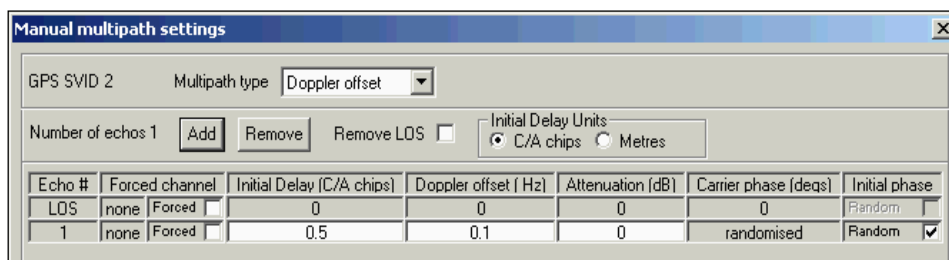 Manual multipath settings
GPS SVID 2 Multipath type Doppler offset
Number of echos 1 Add Remove Remove LOS Initial Delay Units C/A chips Metres
Echo # Forced channel Initial Delay (C/A chips) Doppler offset (Hz) Attenuation (dB) Carrier phase (degs) Initial phase
LOS none Forced 0 0 0 0 Random
1 none Forced 0.5 0.1 0 randomised Random